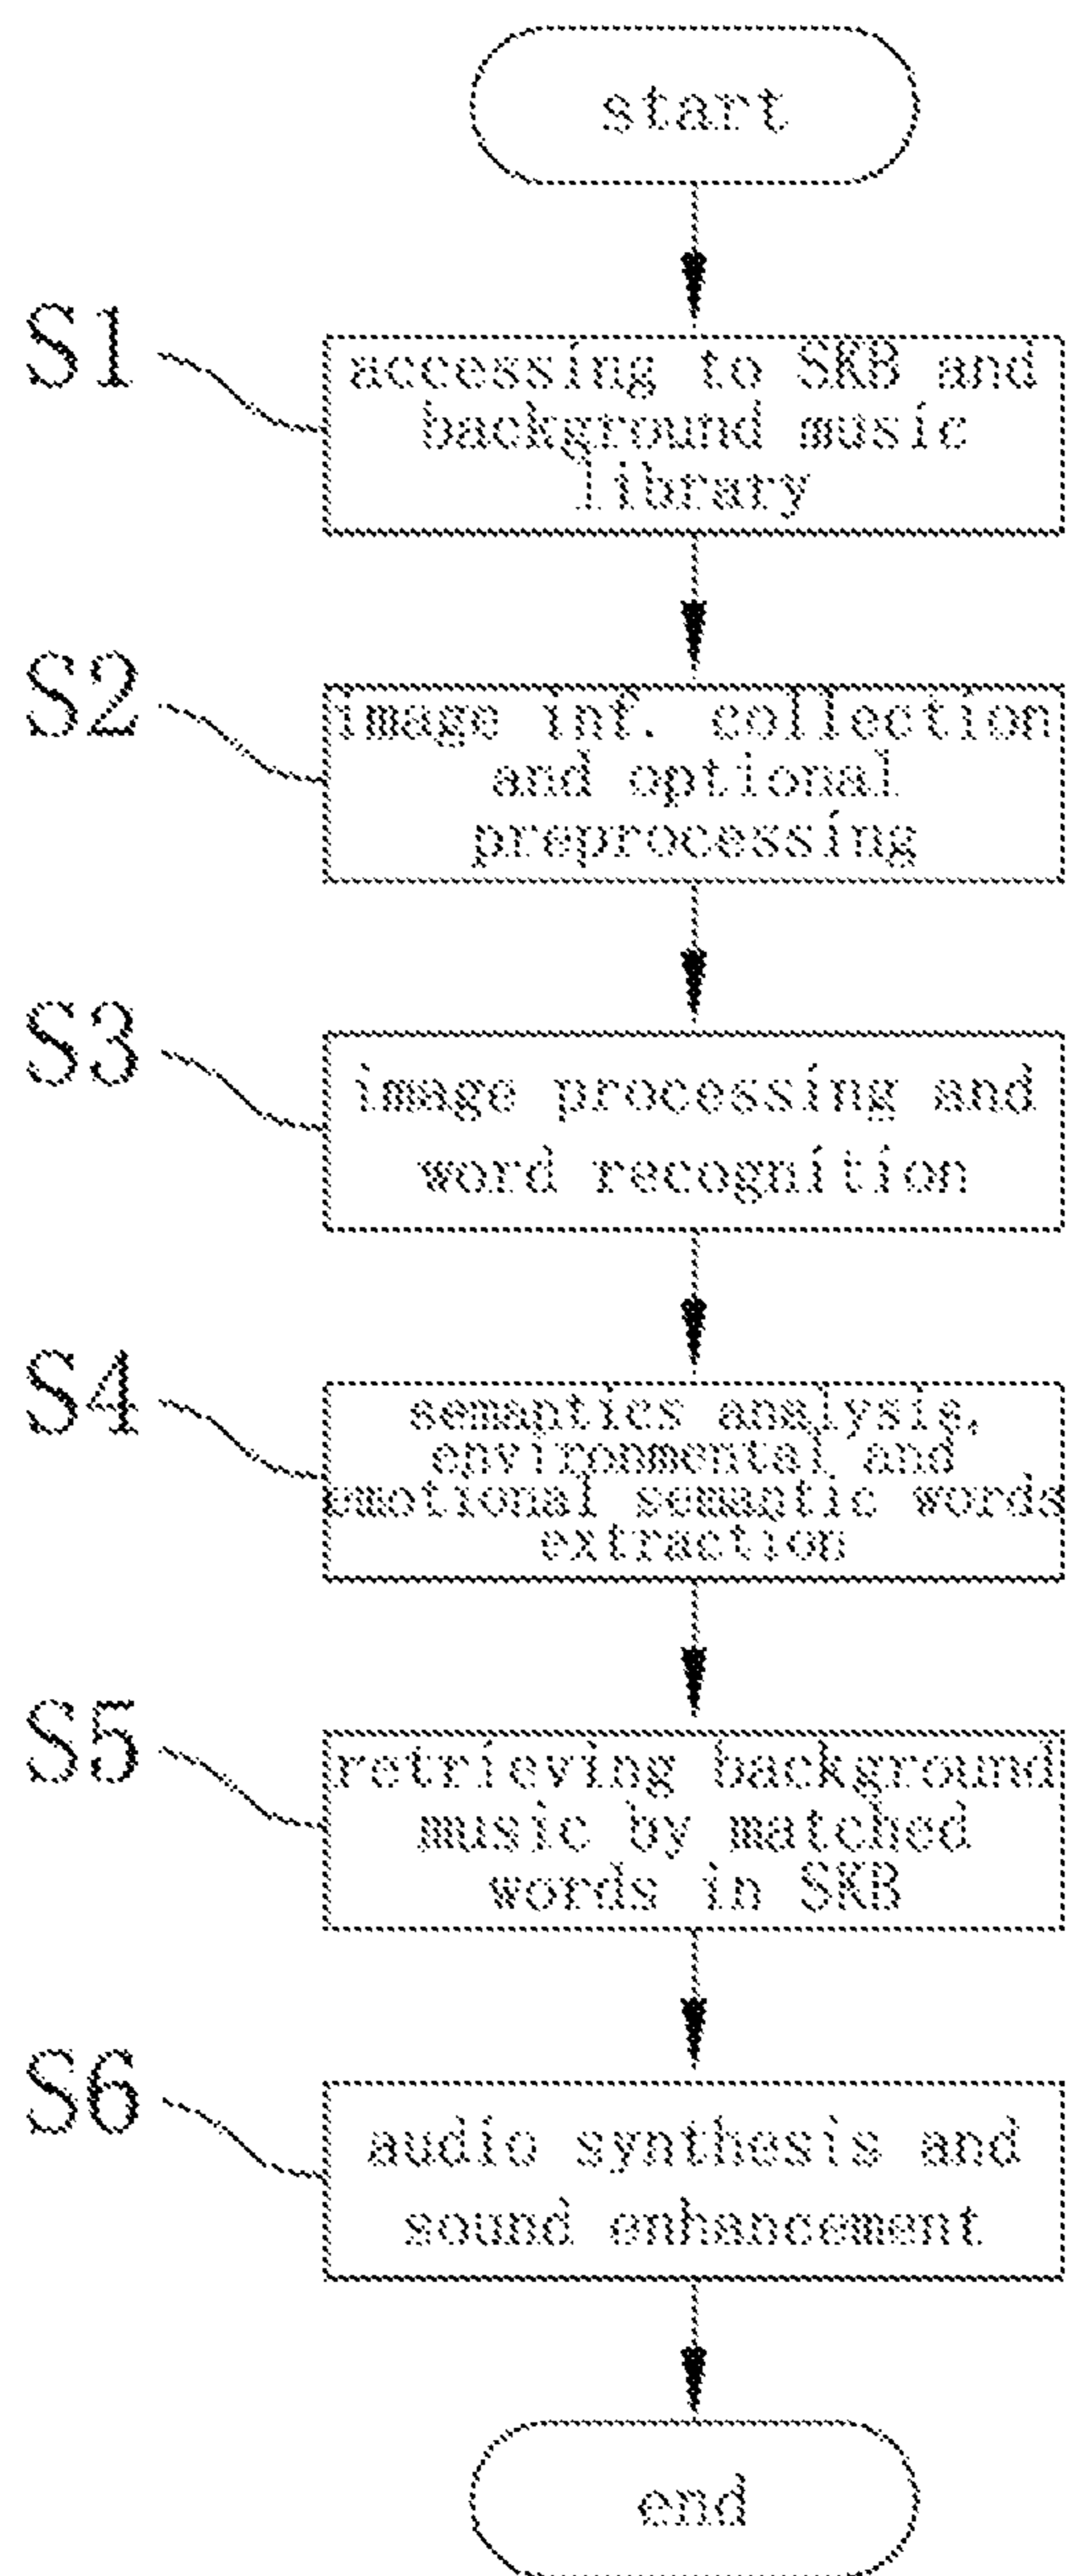 start
S1
accessing to SKB and
background music
library
S2
image inf. collection
and optional
preprocessing
S3
image processing and
word recognition
S4
semantics analysis,
environmental and
emotional semantic words
extraction
S5
retrieving background
music by matched
words in SKB
S6
audio synthesis and
sound enhancement
end